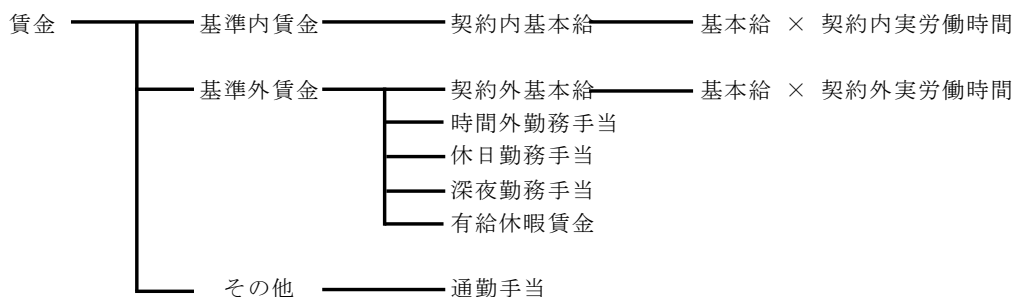 賃金 基準内賃金 契約内基本給 基本給 × 契約内実労働時間
基準外賃金 契約外基本給 基本給 × 契約外実労働時間
時間外勤務手当
休日勤務手当
深夜勤務手当
有給休暇賃金
その他 通勤手当